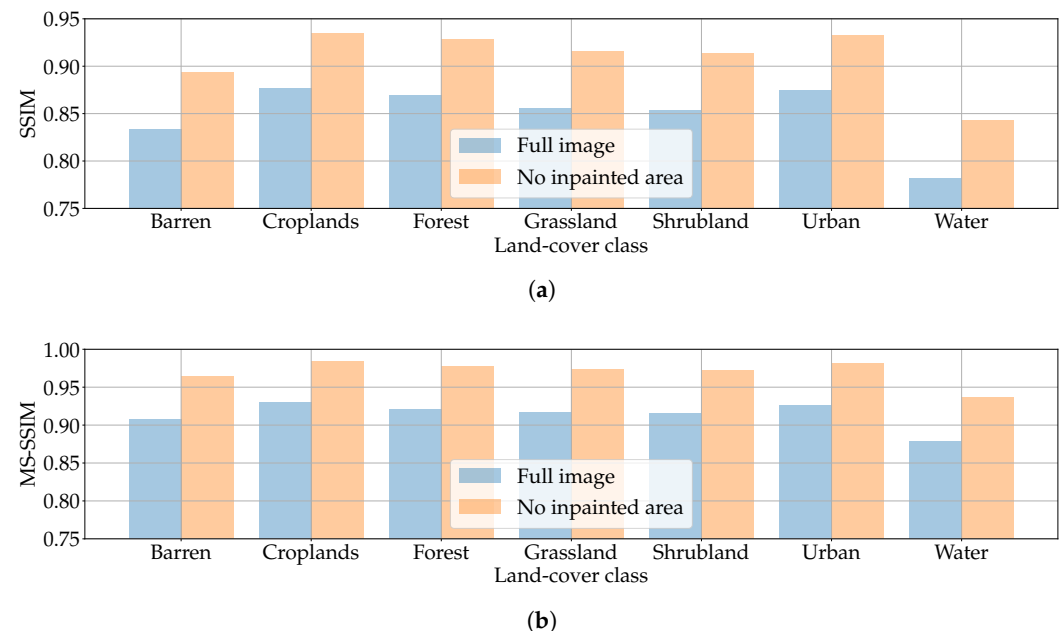 0.95
0.90
0.85
0.80
0.75
SSIM
Full image
No inpainted area
Barren Croplands Forest Grassland Shrubland Urban Water
Land-cover class
(a)
1.00
0.95
0.90
0.85
0.80
0.75
MS-SSIM
Full image
No inpainted area
Barren Croplands Forest Grassland Shrubland Urban Water
Land-cover class
(b)